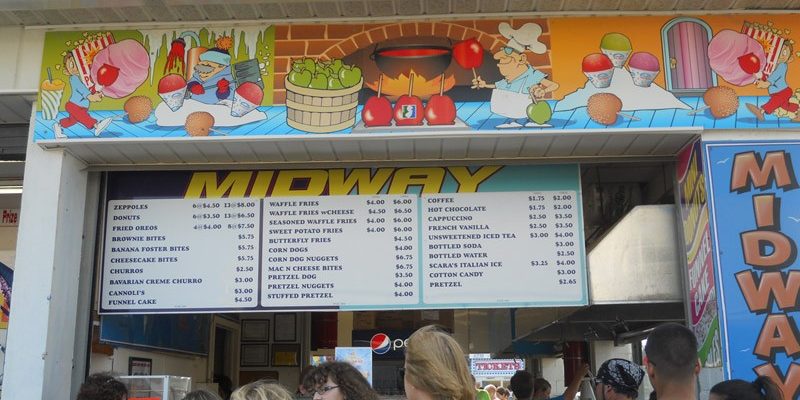 MIDWAY
ZEPPOLES 6@$4.50 13@$8.00
DONUTS 6@$3.50 13@$6.50
FRIED OREOS 4@$4.00 8@$7.50
BROWNIE BITES $5.75
BANANA FOSTER BITES $5.75
CHEESECAKE BITES $5.75
CHURROS $2.50
BAVARIAN CREME CHURRO $3.00
CANNOLI'S $3.00
FUNNEL CAKE $4.50
WAFFLE FRIES $4.00 $6.00
WAFFLE FRIES wCHEESE $4.50 $6.50
SEASONED WAFFLE FRIES $4.00 $6.00
SWEET POTATO FRIES $4.00 $6.00
BUTTERFLY FRIES $4.50
CORN DOGS $4.00
CORN DOG NUGGETS $6.75
MAC N CHEESE BITES $6.75
PRETZEL DOG $3.50
PRETZEL NUGGETS $4.00
STUFFED PRETZEL $4.00
COFFEE $1.75 $2.00
HOT CHOCOLATE $1.75 $2.00
CAPPUCINO $2.50 $3.50
FRENCH VANILLA $2.50 $3.50
UNSWEETENED ICED TEA $3.00 $4.00
BOTTLED SODA $3.00
BOTTLED WATER $2.50
SCARA'S ITALIAN ICE $3.25 $4.00
COTTON CANDY $3.00
PRETZEL $2.65
MIDWAY
Prize
pe
TICKETS